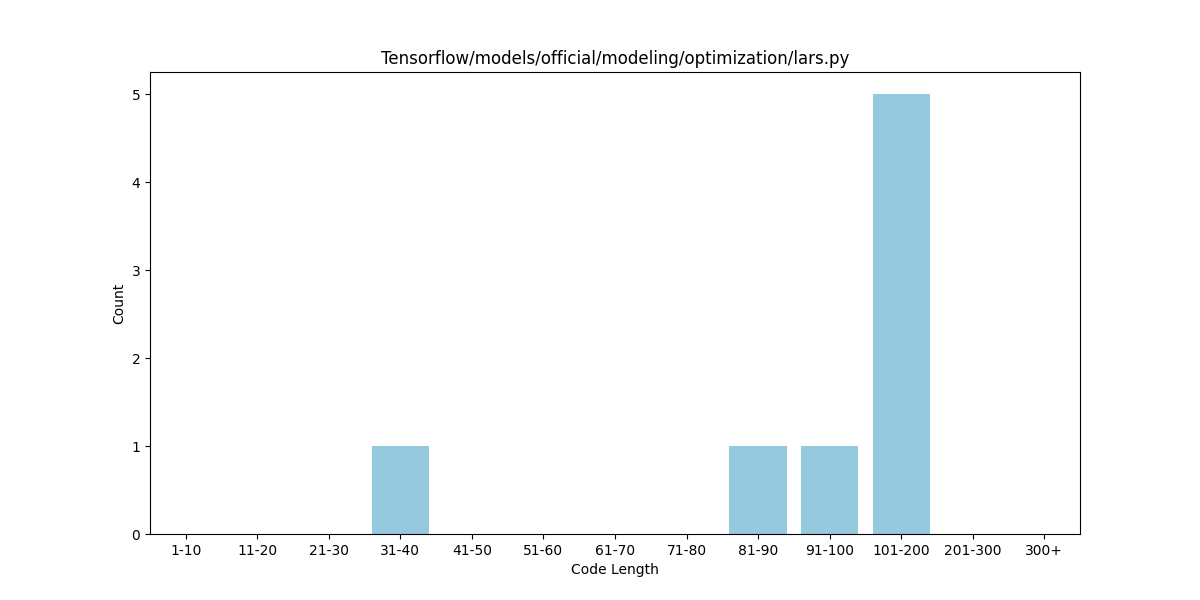 Tensorflow/models/official/modeling/optimization/lars.py
5
4
3
2
1
0
Count
1-10 11-20 21-30 31-40 41-50 51-60 61-70 71-80 81-90 91-100 101-200 201-300 300+
Code Length